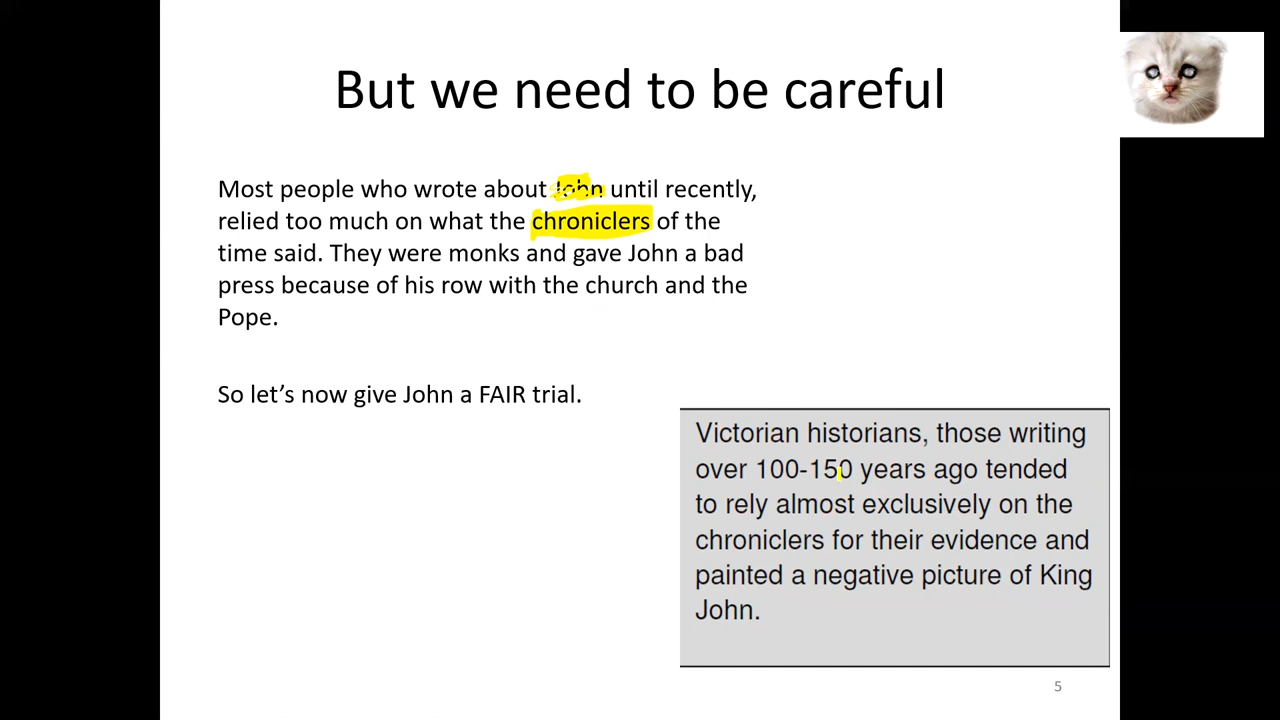 But we need to be careful
Most people who wrote about John until recently,
relied too much on what the chroniclers of the
time said. They were monks and gave John a bad
press because of his row with the church and the
Pope.
So let’s now give John a FAIR trial.
Victorian historians, those writing
over 100-150 years ago tended
to rely almost exclusively on the
chroniclers for their evidence and
painted a negative picture of King
John.
5